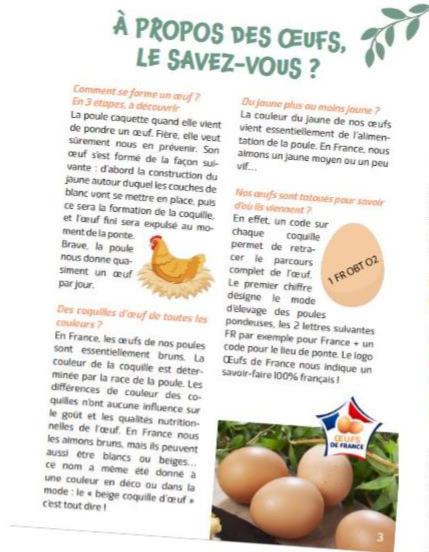 À PROPOS DES ŒUFS,
LE SAVEZ-VOUS ?
Comment se forme un œuf ?
En 3 étapes, à découvrir
La poule caquette quand elle vient
de pondre un œuf. Fière, elle veut
sûrement nous en prévenir. Son
œuf s'est formé de la façon sui-
vante : d'abord la construction du
jaune autour duquel les couches de
blanc vont se mettre en place, puis
ce sera la formation de la coquille,
et l'œuf fini sera expulsé au mo-
ment de la ponte.
Brave, la poule
nous donne qua-
siment un œuf
par jour.
Des coquilles d'œuf de toutes les
couleurs ?
En France, les œufs de nos poules
sont essentiellement bruns. La
couleur de la coquille est déter-
minée par la race de la poule. Les
différences de couleur des co-
quilles n'ont aucune influence sur
le goût et les qualités nutrition-
nelles de l'œuf. En France nous
les aimons bruns, mais ils peuvent
aussi être blancs ou beiges...
ce nom a même été donné à
une couleur en déco ou dans la
mode : le « beige coquille d'œuf »
c'est tout dire !
Du jaune plus ou moins jaune ?
La couleur du jaune de nos œufs
vient essentiellement de l'alimen-
tation de la poule. En France, nous
aimons un jaune moyen ou un peu
vif...
Nos œufs sont tatoués pour savoir
d'où ils viennent ?
En effet, un code sur
chaque coquille
permet de retra-
cer le parcours
complet de l'œuf.
Le premier chiffre
désigne le mode
d'élevage des poules
pondeuses, les 2 lettres suivantes
FR par exemple pour France + un
code pour le lieu de ponte. Le logo
Œufs de France nous indique un
savoir-faire 100% français !
1 FR OBT 02
ŒUFS
DE FRANCE
3